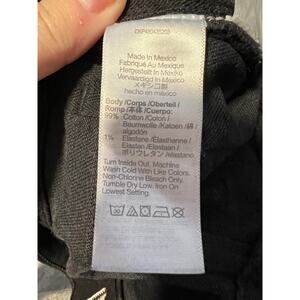 Made in Mexico
Fabriqué Au Mexique
Hergestellt in Mexiko
Vervaardigd In Mexico
メキシコ製
hecho en méxico
Body /Corps /Oberteil /
Romp /本体 /Cuerpo:
99% Cotton /Coton /
Baumwolle /Katoen /綿 /
algodón
1% Elastane /Élasthanne /
Elastan /Elastaan /
ポリウレタン /elastano
Turn Inside Out. Machine
Wash Cold With Like Colors.
Non-Chlorine Bleach Only.
Tumble Dry Low. Iron On
Lowest Setting.